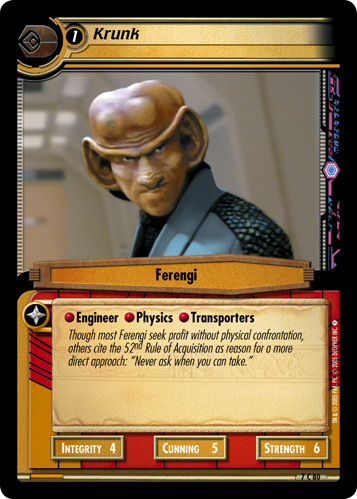 1 Krunk
Ferengi
Engineer Physics Transporters
Though most Ferengi seek profit without physical confrontation,
others cite the 52nd Rule of Acquisition as reason for a more
direct approach: "Never ask when you can take."
INTEGRITY 4 CUNNING 5 STRENGTH 6
7 C 80